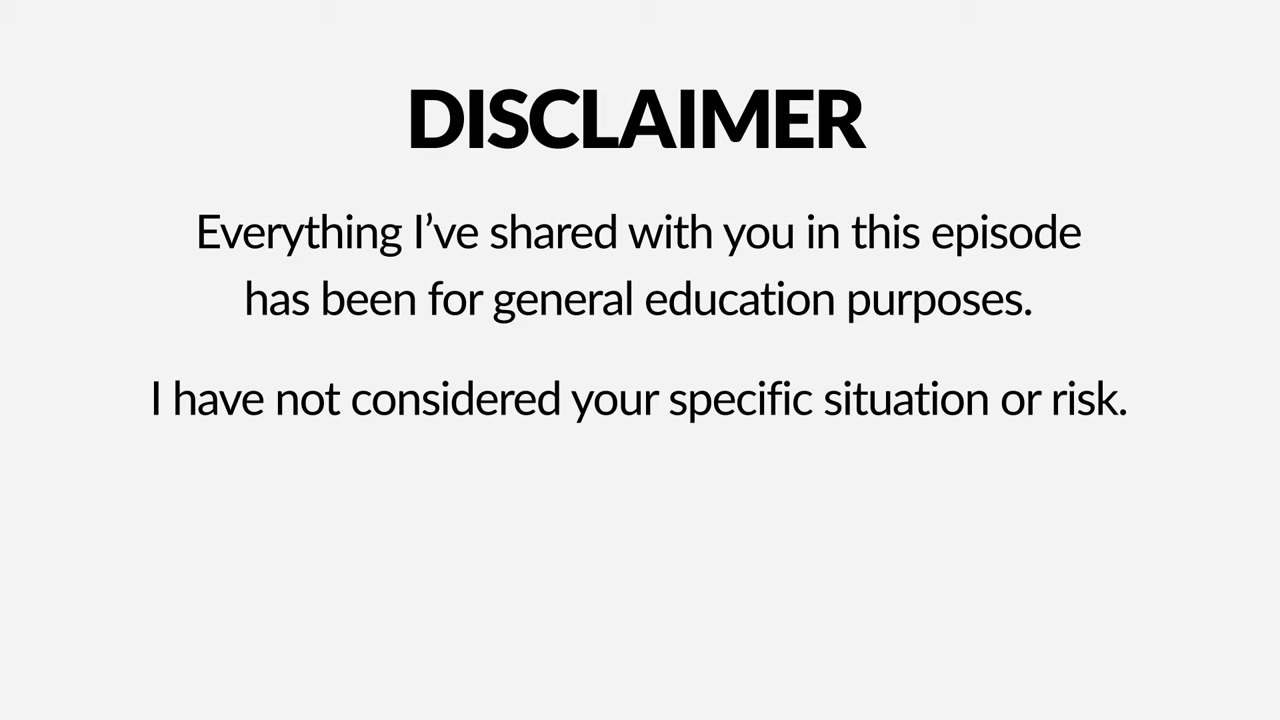 DISCLAIMER
Everything I’ve shared with you in this episode
has been for general education purposes.
I have not considered your specific situation or risk.